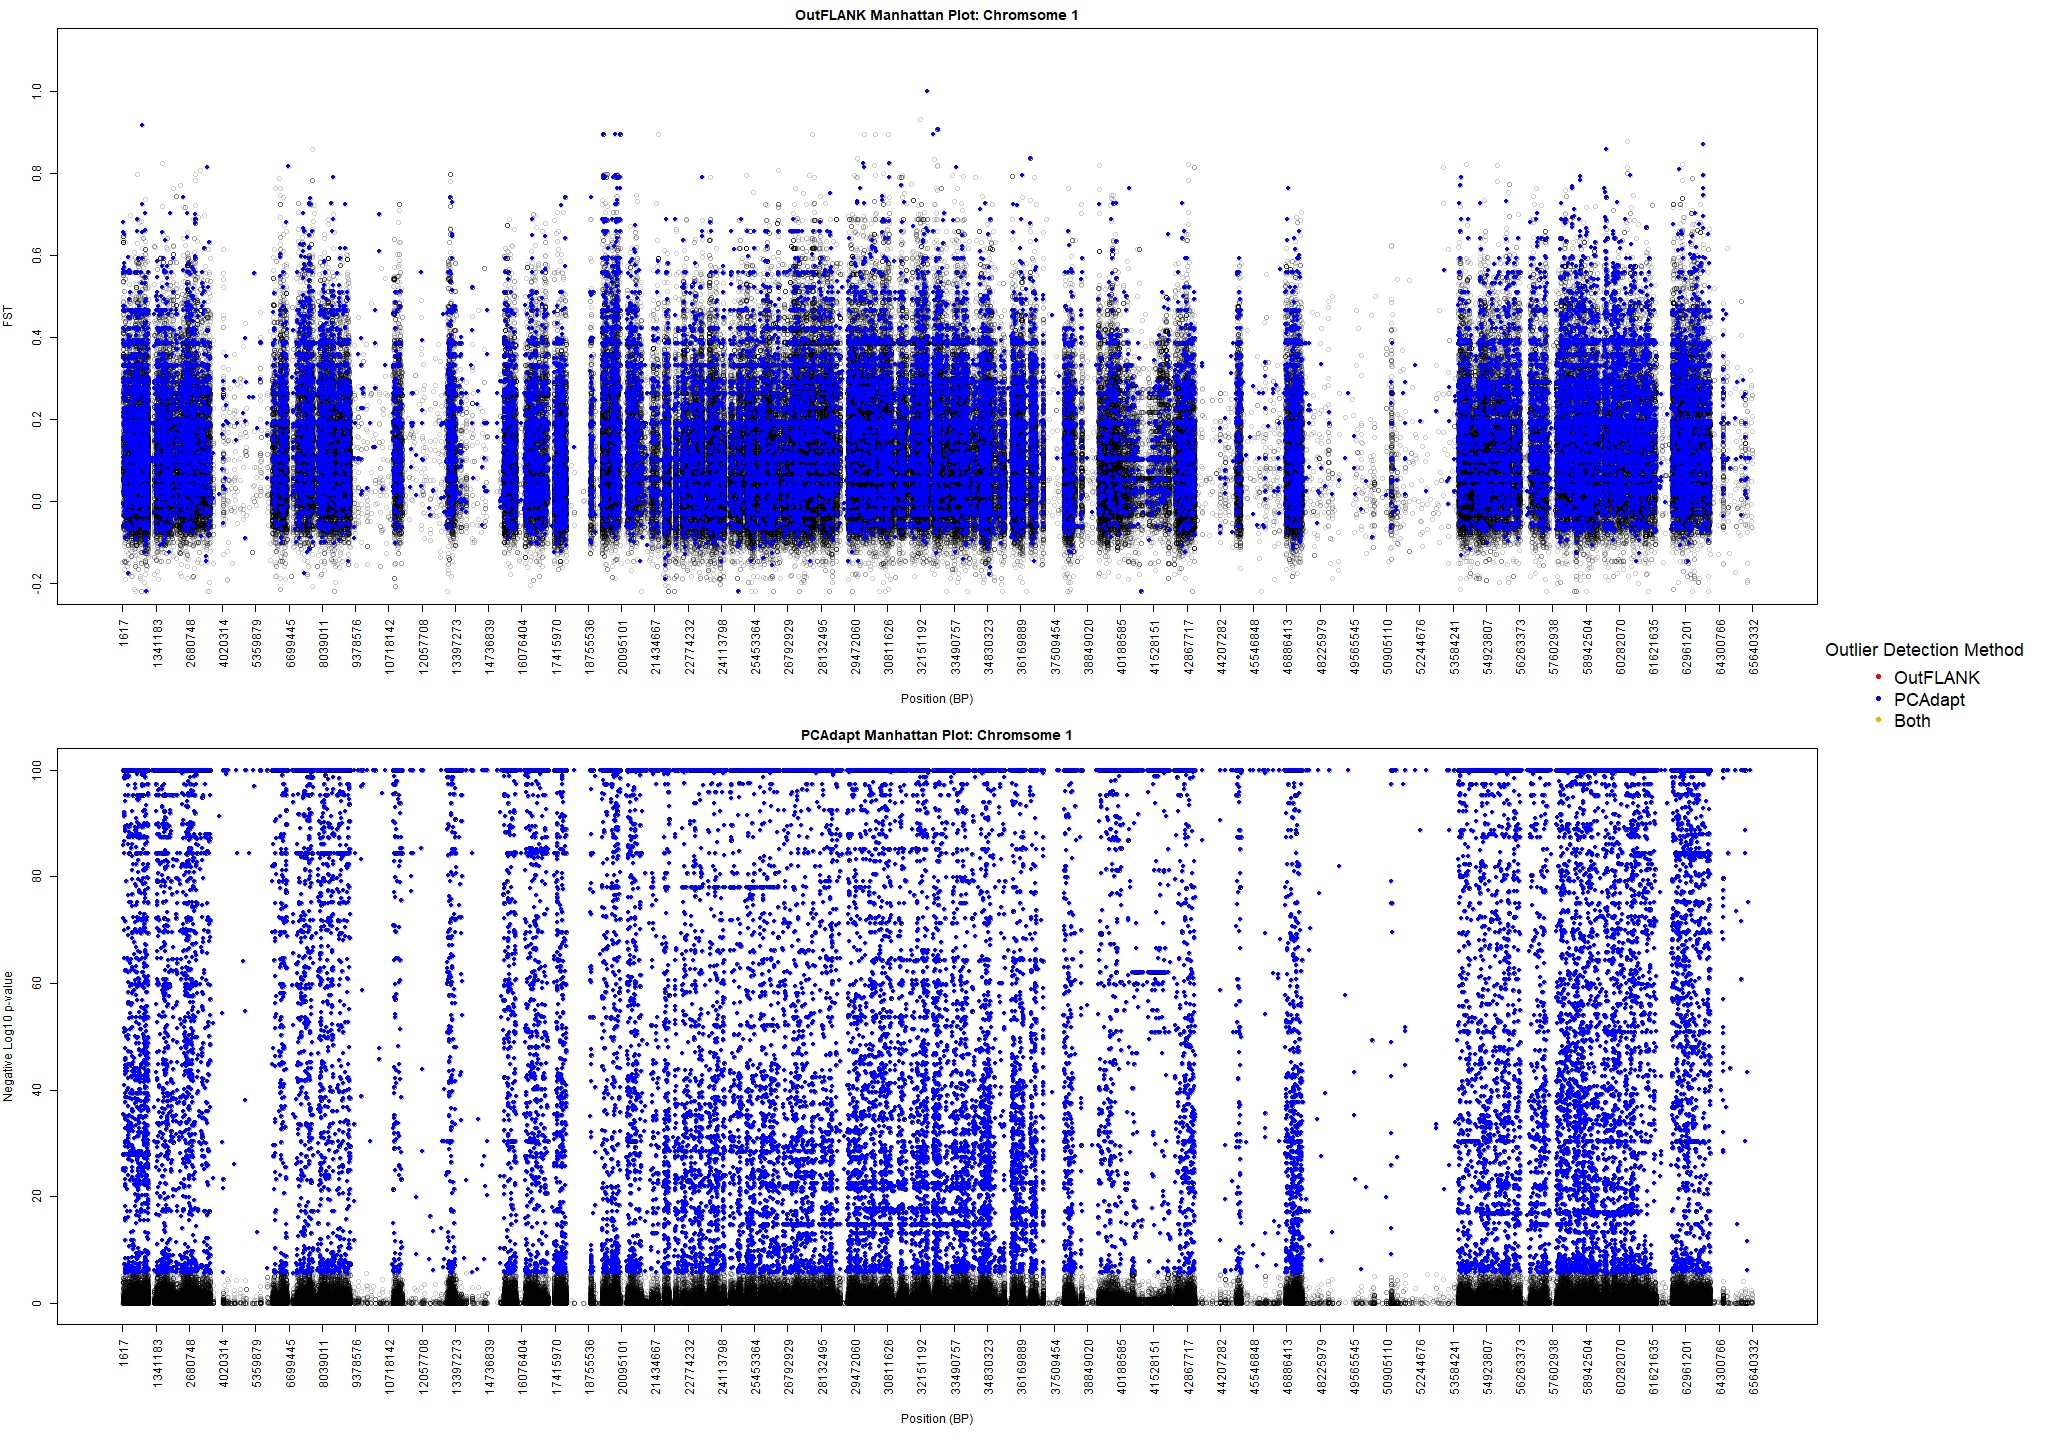 OutFLANK Manhattan Plot: Chromsome 1
FST
1.0
0.8
0.6
0.4
0.2
0.0
-0.2
1617 1341183 2680748 4020314 5359879 6699445 8039011 9378576 10718142 12057708 13397273 14736839 16076404 17415970 18755536 20095101 21434667 22774232 24113798 25453364 26792929 28132495 29472060 30811626 32151192 33490757 34830323 36169889 37509454 38849020 40188585 41528151 42867717 44207282 45546848 46886413 48225979 49565545 50905110 52244676 53584241 54923807 56263373 57602938 58942504 60282070 61621635 62961201 64300766 65640332
Position (BP)
Outlier Detection Method
OutFLANK
PCAdapt
Both
PCAdapt Manhattan Plot: Chromsome 1
Negative Log10 p-value
100
80
60
40
20
0
1617 1341183 2680748 4020314 5359879 6699445 8039011 9378576 10718142 12057708 13397273 14736839 16076404 17415970 18755536 20095101 21434667 22774232 24113798 25453364 26792929 28132495 29472060 30811626 32151192 33490757 34830323 36169889 37509454 38849020 40188585 41528151 42867717 44207282 45546848 46886413 48225979 49565545 50905110 52244676 53584241 54923807 56263373 57602938 58942504 60282070 61621635 62961201 64300766 65640332
Position (BP)